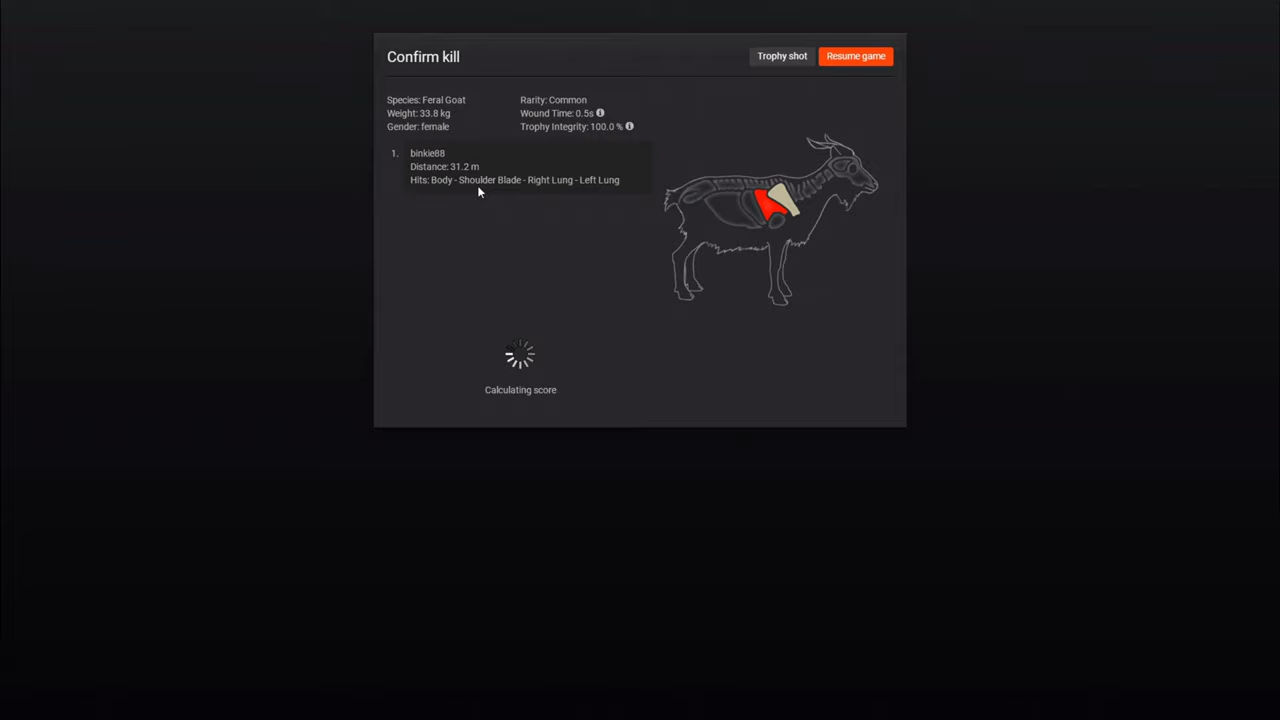 Confirm kill
Trophy shot
Resume game
Species: Feral Goat
Rarity: Common
Weight: 33.8 kg
Wound Time: 0.5s
Gender: female
Trophy Integrity: 100.0 %
1. binkie88
Distance: 31.2 m
Hits: Body - Shoulder Blade - Right Lung - Left Lung
Calculating score